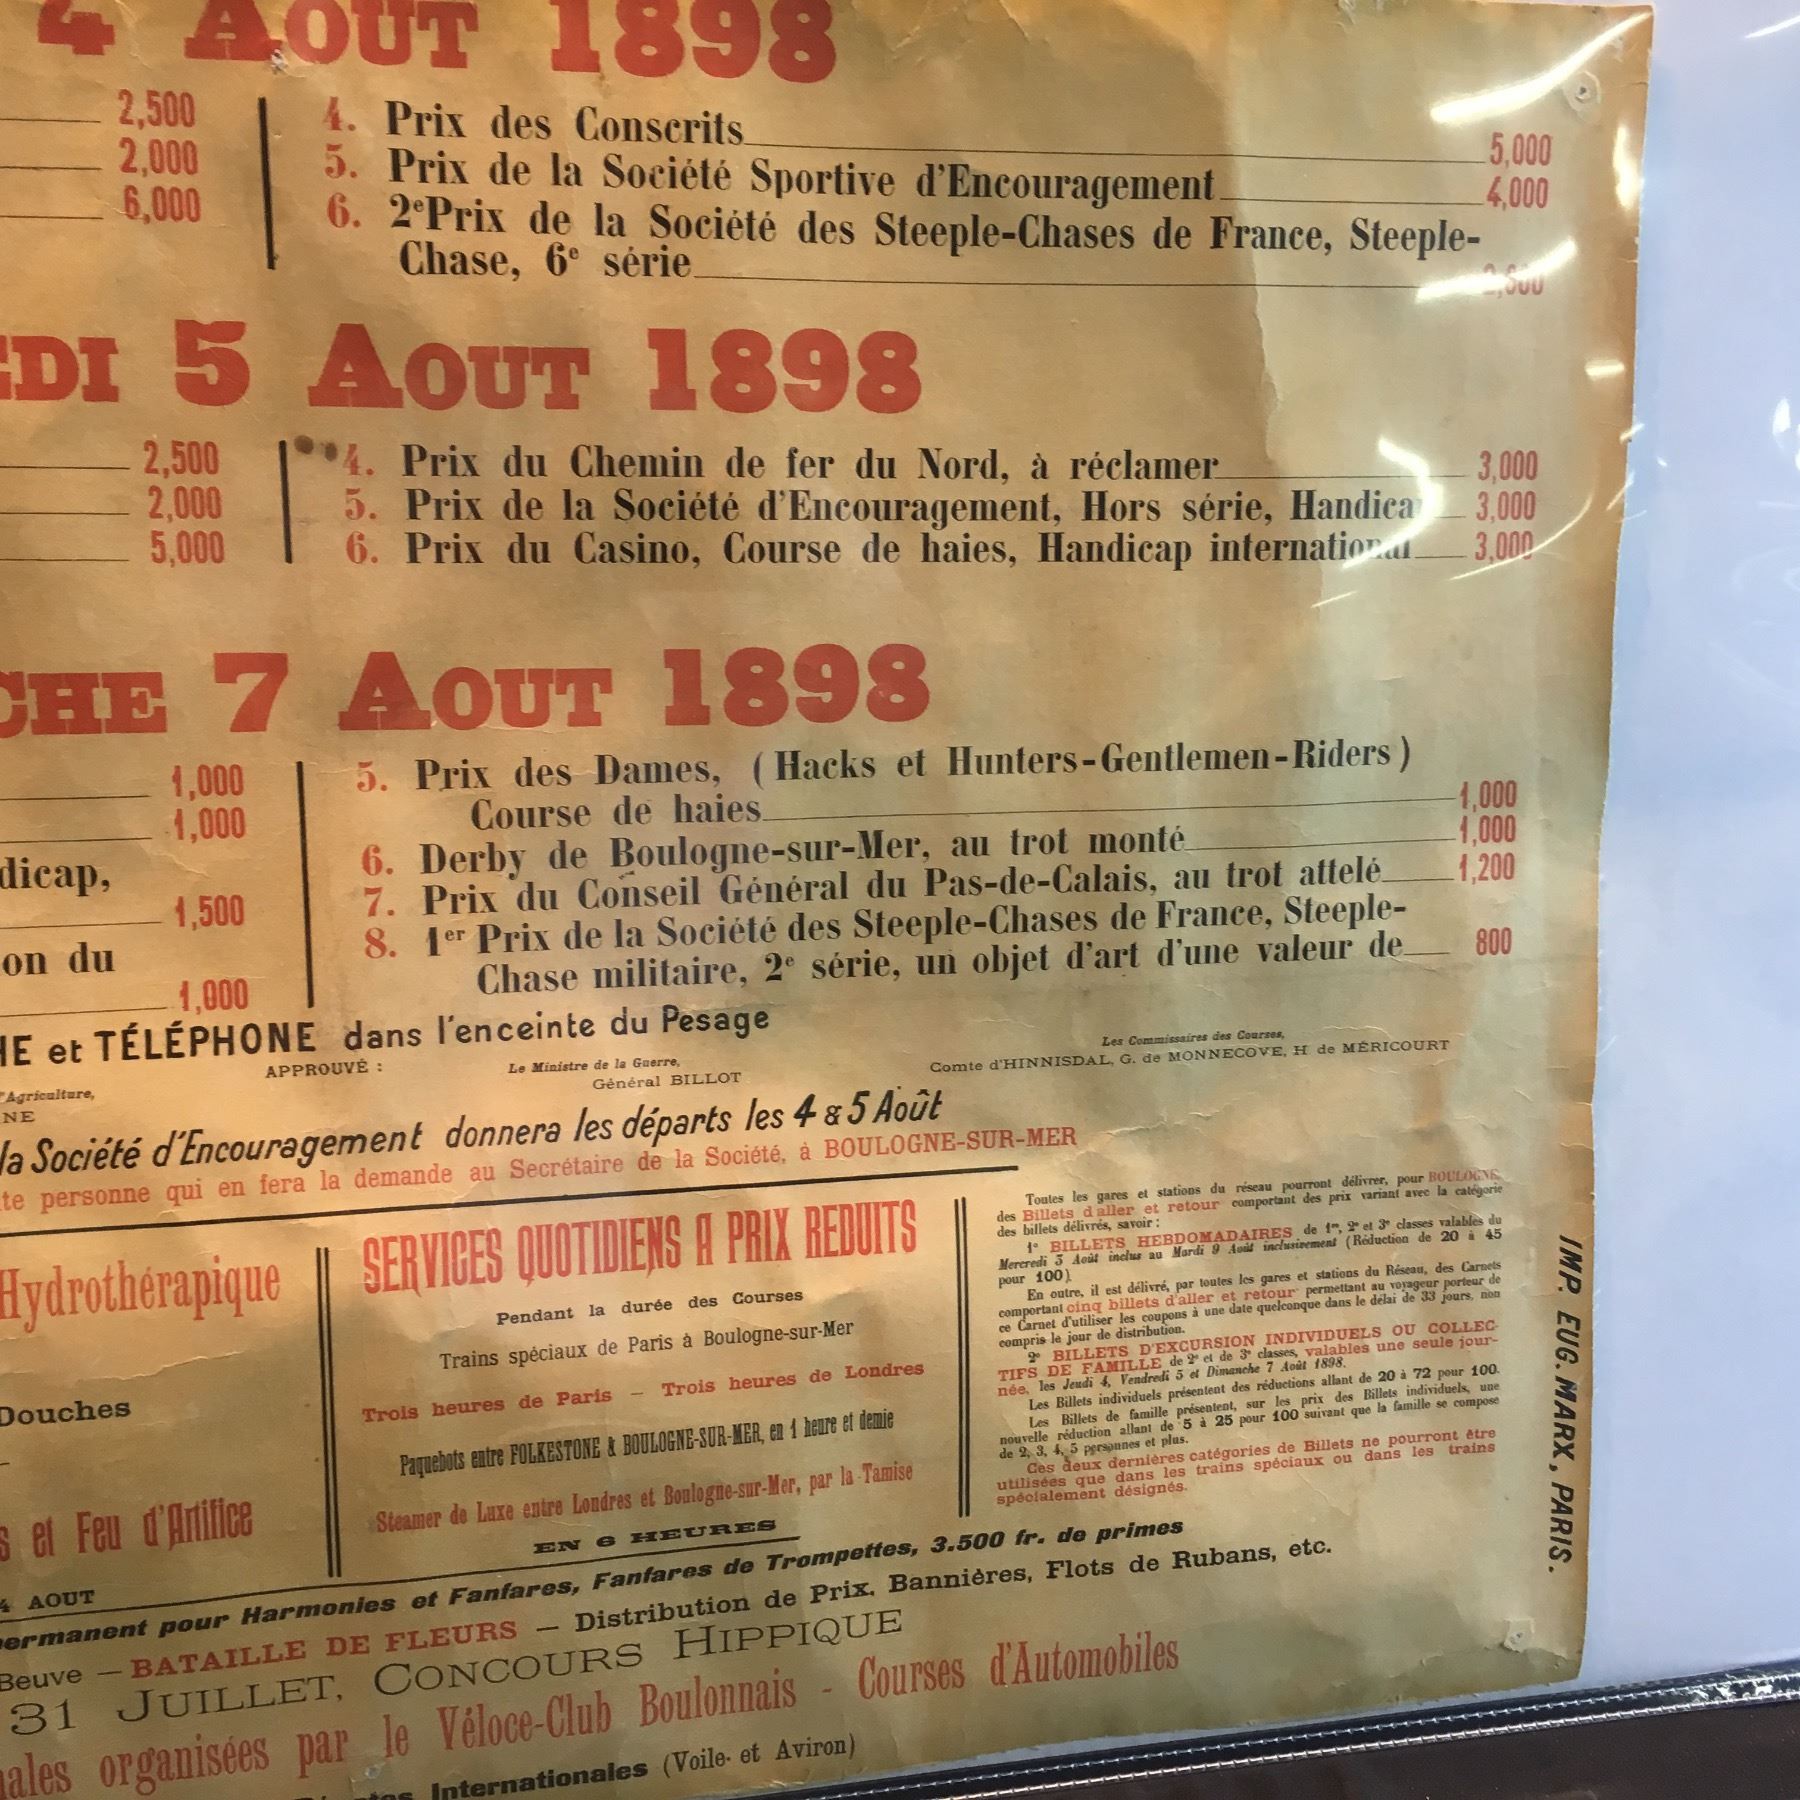 4 AOUT 1898
2,500
2,000
6,000
4. Prix des Conscrits 5,000
5. Prix de la Société Sportive d'Encouragement 4,000
6. 2e Prix de la Société des Steeple-Chases de France, Steeple-
Chase, 6e série
EDI 5 AOUT 1898
2,500
2,000
5,000
4. Prix du Chemin de fer du Nord, à réclamer 3,000
5. Prix de la Société d'Encouragement, Hors série, Handica 3,000
6. Prix du Casino, Course de haies, Handicap international 3,000
CHE 7 AOUT 1898
1,000
1,000
dicap,
1,500
on du
1,000
5. Prix des Dames, (Hacks et Hunters-Gentlemen-Riders)
Course de haies 1,000
6. Derby de Boulogne-sur-Mer, au trot monté 1,000
7. Prix du Conseil Général du Pas-de-Calais, au trot attelé 1,200
8. 1er Prix de la Société des Steeple-Chases de France, Steeple-
Chase militaire, 2e série, un objet d'art d'une valeur de 800
HE et TÉLÉPHONE dans l'enceinte du Pesage
APPROUVÉ :
'Agriculture,
NE
Le Ministre de la Guerre,
Général BILLOT
Les Commissaires des Courses,
Comte d'HINNISDAL, G. de MONNECOVE, H de MÉRICOURT
la Société d'Encouragement donnera les départs les 4 & 5 Août
te personne qui en fera la demande au Secrétaire de la Société, à BOULOGNE-SUR-MER
Hydrothérapique
Douches
s et Feu d'Artifice
4 AOUT
SERVICES QUOTIDIENS A PRIX REDUITS
Pendant la durée des Courses
Trains spéciaux de Paris à Boulogne-sur-Mer
Trois heures de Paris – Trois heures de Londres
Paquebots entre FOLKESTONE & BOULOGNE-SUR-MER, en 1 heure et demie
Steamer de Luxe entre Londres et Boulogne-sur-Mer, par la Tamise
EN 6 HEURES
Toutes les gares et stations du réseau pourront délivrer, pour BOULOGNE,
des Billets d'aller et retour comportant des prix variant avec la catégorie
des billets délivrés, savoir :
1° BILLETS HEBDOMADAIRES de 1re, 2e et 3e classes valables du
Mercredi 3 Août inclus au Mardi 9 Août inclusivement (Réduction de 20 à 45
pour 100).
En outre, il est délivré, par toutes les gares et stations du Réseau, des Carnets
comportant cinq billets d'aller et retour permettant au voyageur porteur de
ce Carnet d'utiliser les coupons à une date quelconque dans le délai de 33 jours, non
compris le jour de distribution.
2° BILLETS D'EXCURSION INDIVIDUELS OU COLLEC-
TIFS DE FAMILLE de 2e et de 3e classes, valables une seule jour-
née, les Jeudi 4, Vendredi 5 et Dimanche 7 Août 1898.
Les Billets individuels présentent des réductions allant de 20 à 72 pour 100.
Les Billets de famille présentent, sur les prix des Billets individuels, une
nouvelle réduction allant de 5 à 25 pour 100 suivant que la famille se compose
de 2, 3, 4, 5 personnes et plus.
Ces deux dernières catégories de Billets ne pourront être
utilisées que dans les trains spéciaux ou dans les trains
spécialement désignés.
IMP. EUG. MARX, PARIS.
permanent pour Harmonies et Fanfares, Fanfares de Trompettes, 3.500 fr. de primes
Beuve – BATAILLE DE FLEURS – Distribution de Prix, Bannières, Flots de Rubans, etc.
31 JUILLET, CONCOURS HIPPIQUE
nales organisées par le Véloce-Club Boulonnais - Courses d'Automobiles
Internationales (Voile et Aviron)